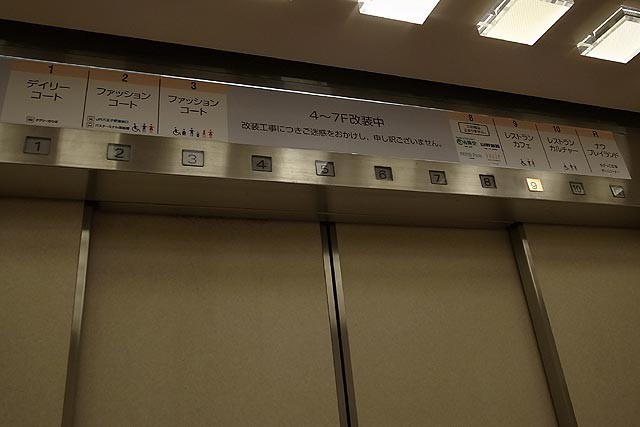 1
デイリー
コート
2
ファッション
コート
3
ファッション
コート
4～7F改装中
改装工事につきご迷惑をおかけし、申し訳ございません。
8
9
レストラン
カフェ
10
レストラン
カルチャー
R
ナウ
プレイランド
1 2 3 4 5 6 7 8 9 10